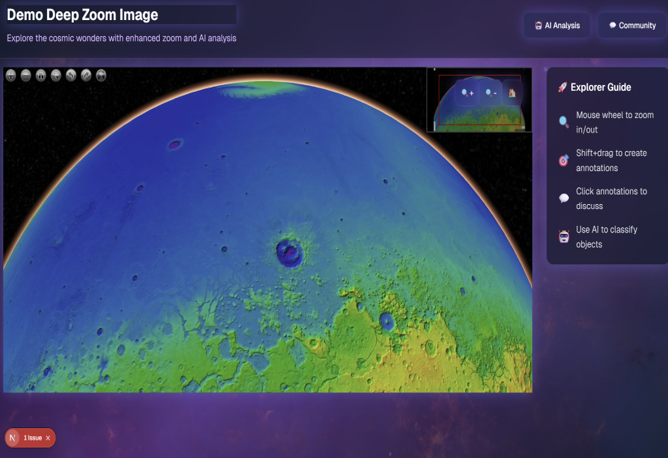 Demo Deep Zoom Image
Explore the cosmic wonders with enhanced zoom and AI analysis
AI Analysis
Community
+
-
Explorer Guide
Mouse wheel to zoom
in/out
Shift+drag to create
annotations
Click annotations to
discuss
Use AI to classify
objects
N 1 Issue X